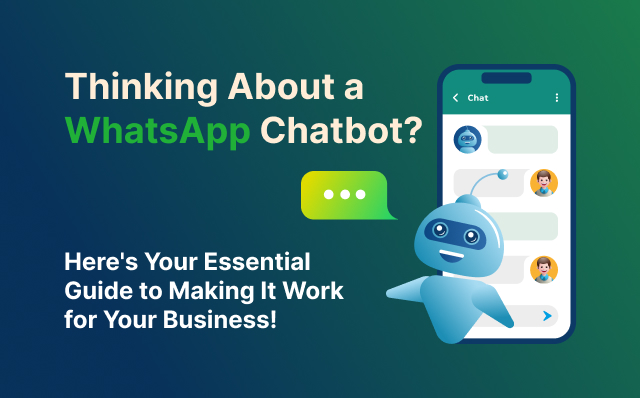 Thinking About a
WhatsApp Chatbot?
Chat
Here's Your Essential
Guide to Making It Work
for Your Business!